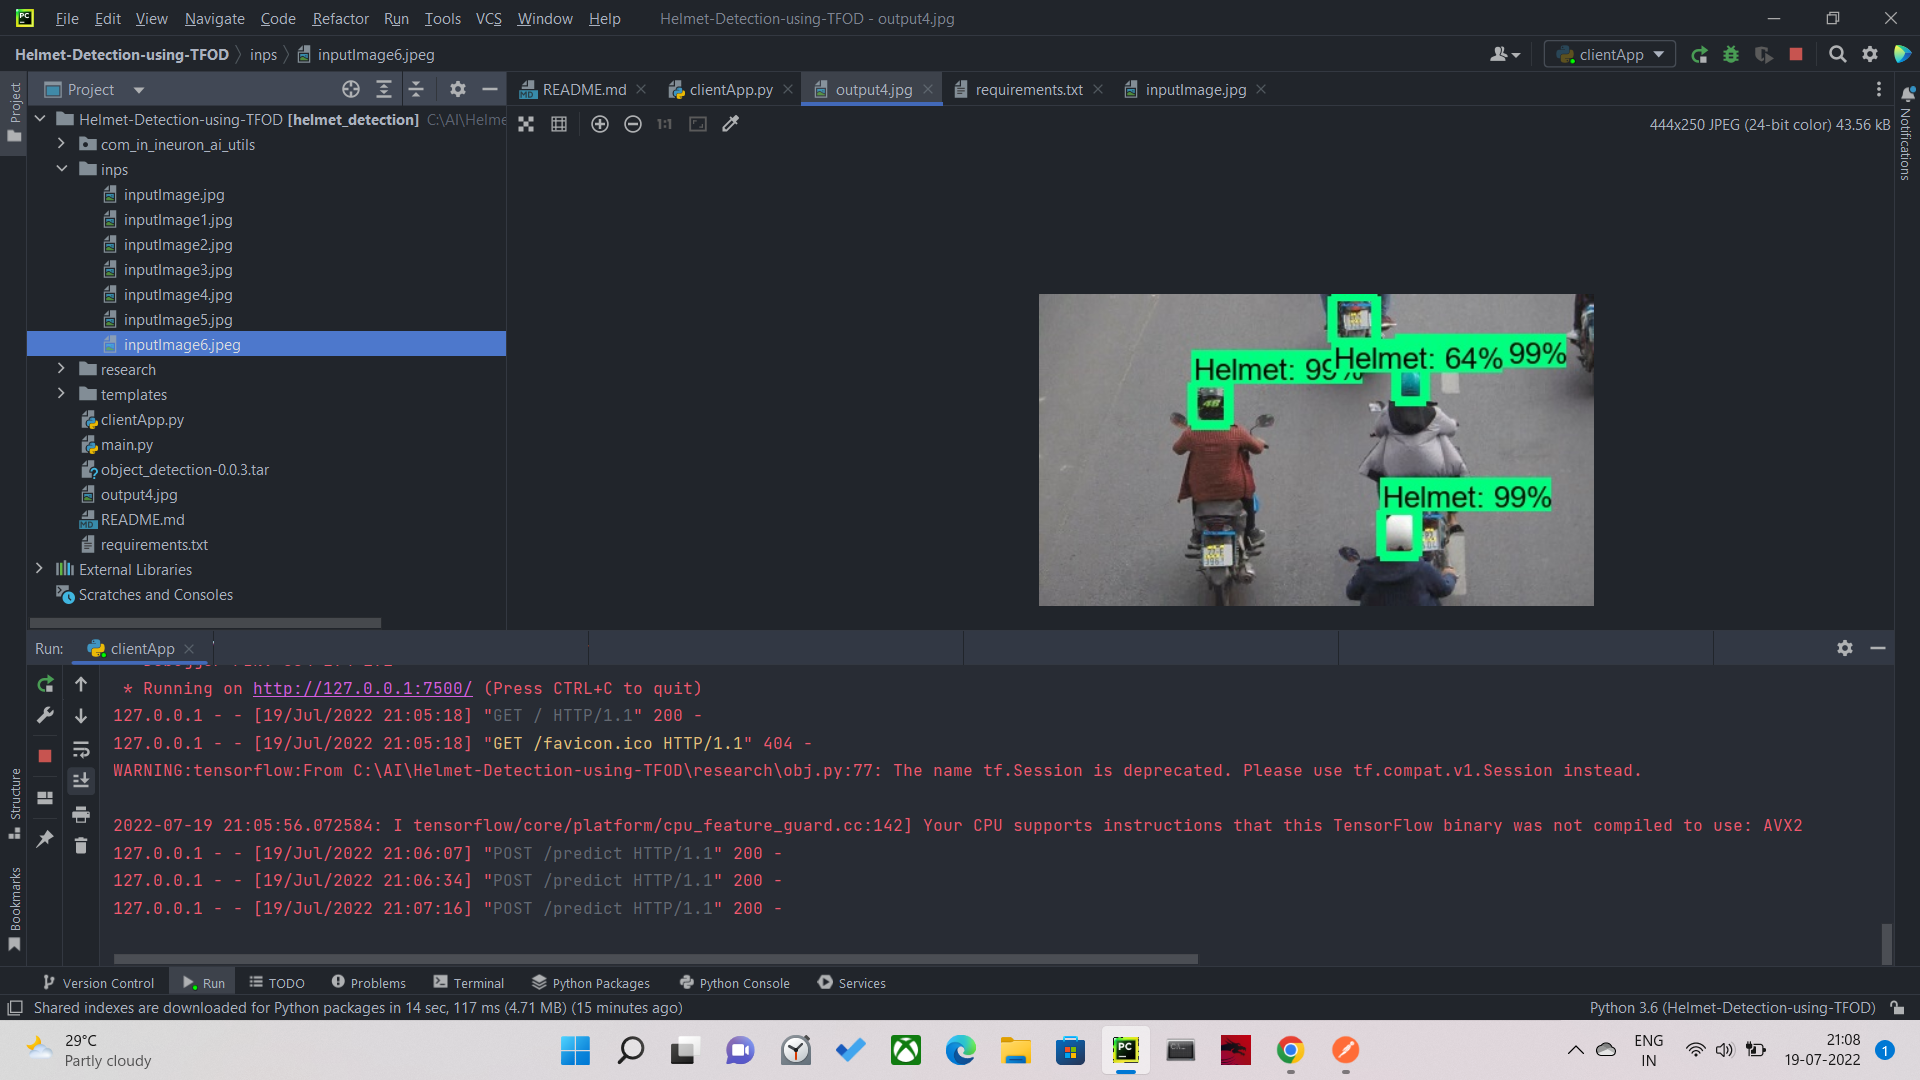 File Edit View Navigate Code Refactor Run Tools VCS Window Help Helmet-Detection-using-TFOD - output4.jpg
Helmet-Detection-using-TFOD inps inputImage6.jpeg clientApp
Project
Project
README.md clientApp.py output4.jpg requirements.txt inputImage.jpg
Notifications
444x250 JPEG (24-bit color) 43.56 kB
Helmet-Detection-using-TFOD [helmet_detection] C:\AI\Helme
com_in_ineuron_ai_utils
inps
inputImage.jpg
inputImage1.jpg
inputImage2.jpg
inputImage3.jpg
inputImage4.jpg
inputImage5.jpg
inputImage6.jpeg
research
templates
clientApp.py
main.py
object_detection-0.0.3.tar
output4.jpg
README.md
requirements.txt
External Libraries
Scratches and Consoles
Helmet: 99%
Helmet: 64% 99%
Helmet: 99%
Run: clientApp
* Running on http://127.0.0.1:7500/ (Press CTRL+C to quit)
127.0.0.1 - - [19/Jul/2022 21:05:18] "GET / HTTP/1.1" 200 -
127.0.0.1 - - [19/Jul/2022 21:05:18] "GET /favicon.ico HTTP/1.1" 404 -
WARNING:tensorflow:From C:\AI\Helmet-Detection-using-TFOD\research\obj.py:77: The name tf.Session is deprecated. Please use tf.compat.v1.Session instead.
2022-07-19 21:05:56.072584: I tensorflow/core/platform/cpu_feature_guard.cc:142] Your CPU supports instructions that this TensorFlow binary was not compiled to use: AVX2
127.0.0.1 - - [19/Jul/2022 21:06:07] "POST /predict HTTP/1.1" 200 -
127.0.0.1 - - [19/Jul/2022 21:06:34] "POST /predict HTTP/1.1" 200 -
127.0.0.1 - - [19/Jul/2022 21:07:16] "POST /predict HTTP/1.1" 200 -
Structure
Bookmarks
Version Control Run TODO Problems Terminal Python Packages Python Console Services
Shared indexes are downloaded for Python packages in 14 sec, 117 ms (4.71 MB) (15 minutes ago) Python 3.6 (Helmet-Detection-using-TFOD)
29°C
Partly cloudy
PC
ENG
IN
21:08
19-07-2022
1